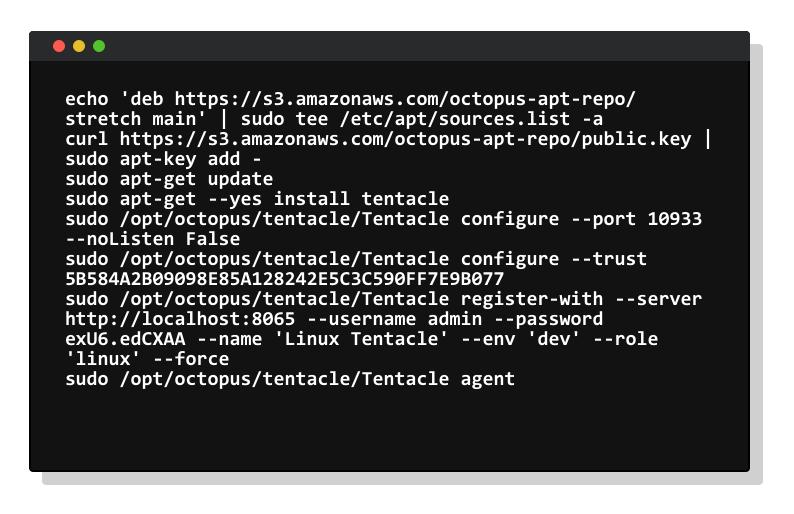 echo 'deb https://s3.amazonaws.com/octopus-apt-repo/
stretch main' | sudo tee /etc/apt/sources.list -a
curl https://s3.amazonaws.com/octopus-apt-repo/public.key |
sudo apt-key add -
sudo apt-get update
sudo apt-get --yes install tentacle
sudo /opt/octopus/tentacle/Tentacle configure --port 10933
--noListen False
sudo /opt/octopus/tentacle/Tentacle configure --trust
5B584A2B09098E85A128242E5C3C590FF7E9B077
sudo /opt/octopus/tentacle/Tentacle register-with --server
http://localhost:8065 --username admin --password
exU6.edCXAA --name 'Linux Tentacle' --env 'dev' --role
'linux' --force
sudo /opt/octopus/tentacle/Tentacle agent